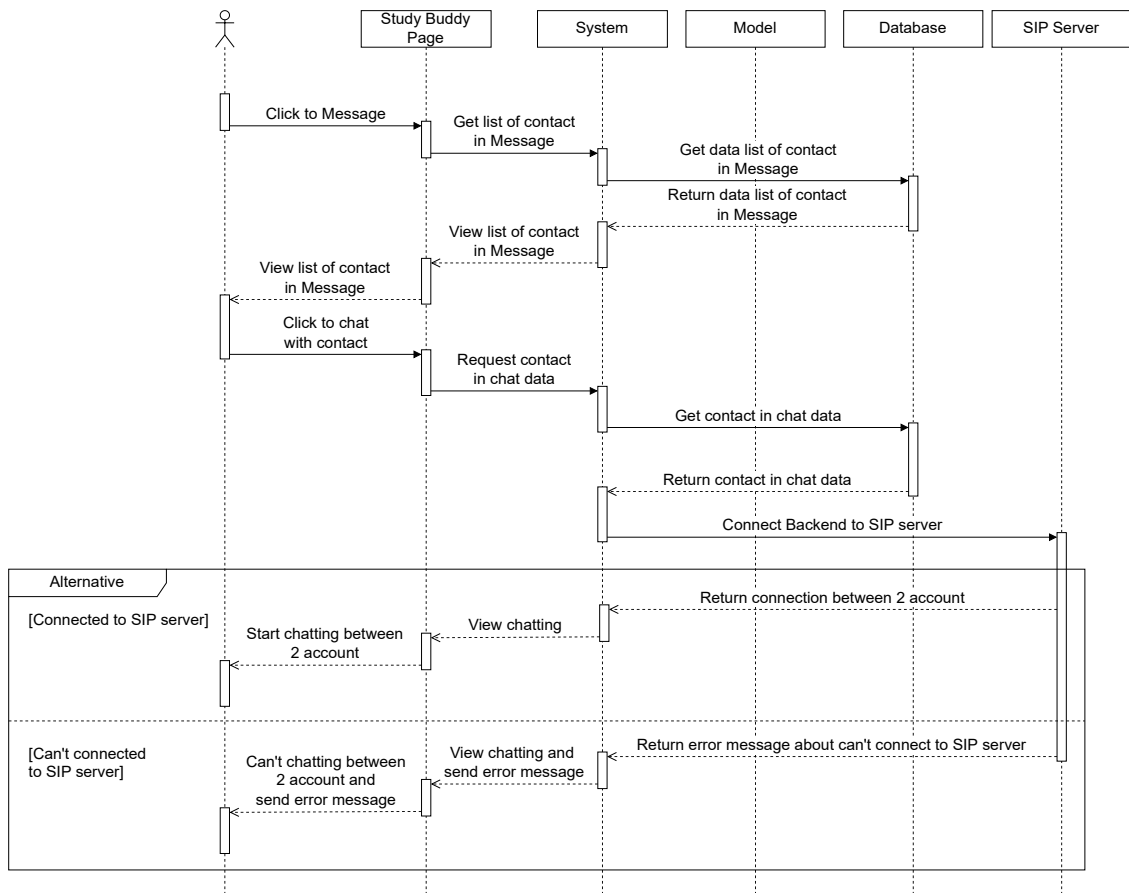 Study Buddy
Page
System
Model
Database
SIP Server
Click to Message
Get list of contact
in Message
Get data list of contact
in Message
Return data list of contact
in Message
View list of contact
in Message
View list of contact
in Message
Click to chat
with contact
Request contact
in chat data
Get contact in chat data
Return contact in chat data
Connect Backend to SIP server
Alternative
[Connected to SIP server]
Return connection between 2 account
View chatting
Start chatting between
2 account
[Can't connected
to SIP server]
Return error message about can't connect to SIP server
View chatting and
send error message
Can't chatting between
2 account and
send error message